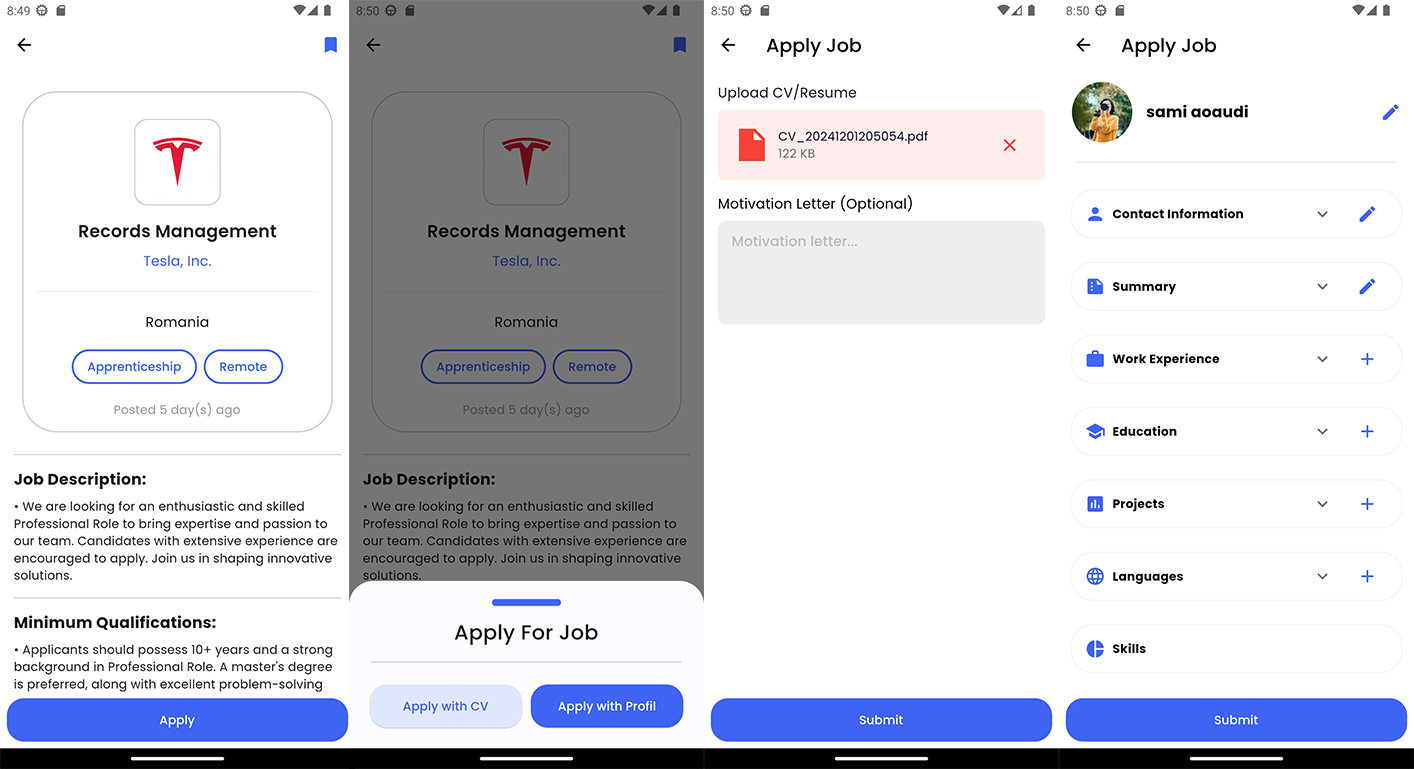 8:49
Records Management
Tesla, Inc.
Romania
Apprenticeship
Remote
Posted 5 day(s) ago
Job Description:
• We are looking for an enthusiastic and skilled
Professional Role to bring expertise and passion to
our team. Candidates with extensive experience are
encouraged to apply. Join us in shaping innovative
solutions.
Minimum Qualifications:
• Applicants should possess 10+ years and a strong
background in Professional Role. A master's degree
is preferred, along with excellent problem-solving
Apply
8:50
Records Management
Tesla, Inc.
Romania
Apprenticeship
Remote
Posted 5 day(s) ago
Job Description:
• We are looking for an enthusiastic and skilled
Professional Role to bring expertise and passion to
our team. Candidates with extensive experience are
encouraged to apply. Join us in shaping innovative
solutions.
Apply For Job
Apply with CV
Apply with Profil
8:50
Apply Job
Upload CV/Resume
CV_20241201205054.pdf
122 KB
Motivation Letter (Optional)
Motivation letter...
Submit
8:50
Apply Job
sami aoaudi
Contact Information
Summary
Work Experience
Education
Projects
Languages
Skills
Submit